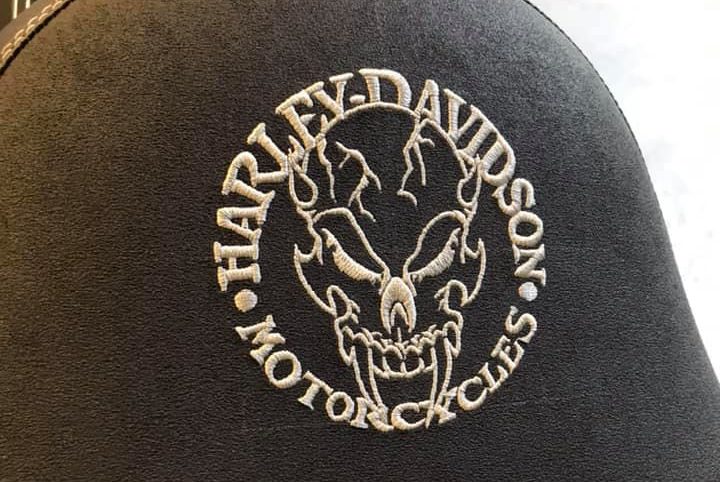 HARLEY-DAVIDSON
• MOTORCYCLES •